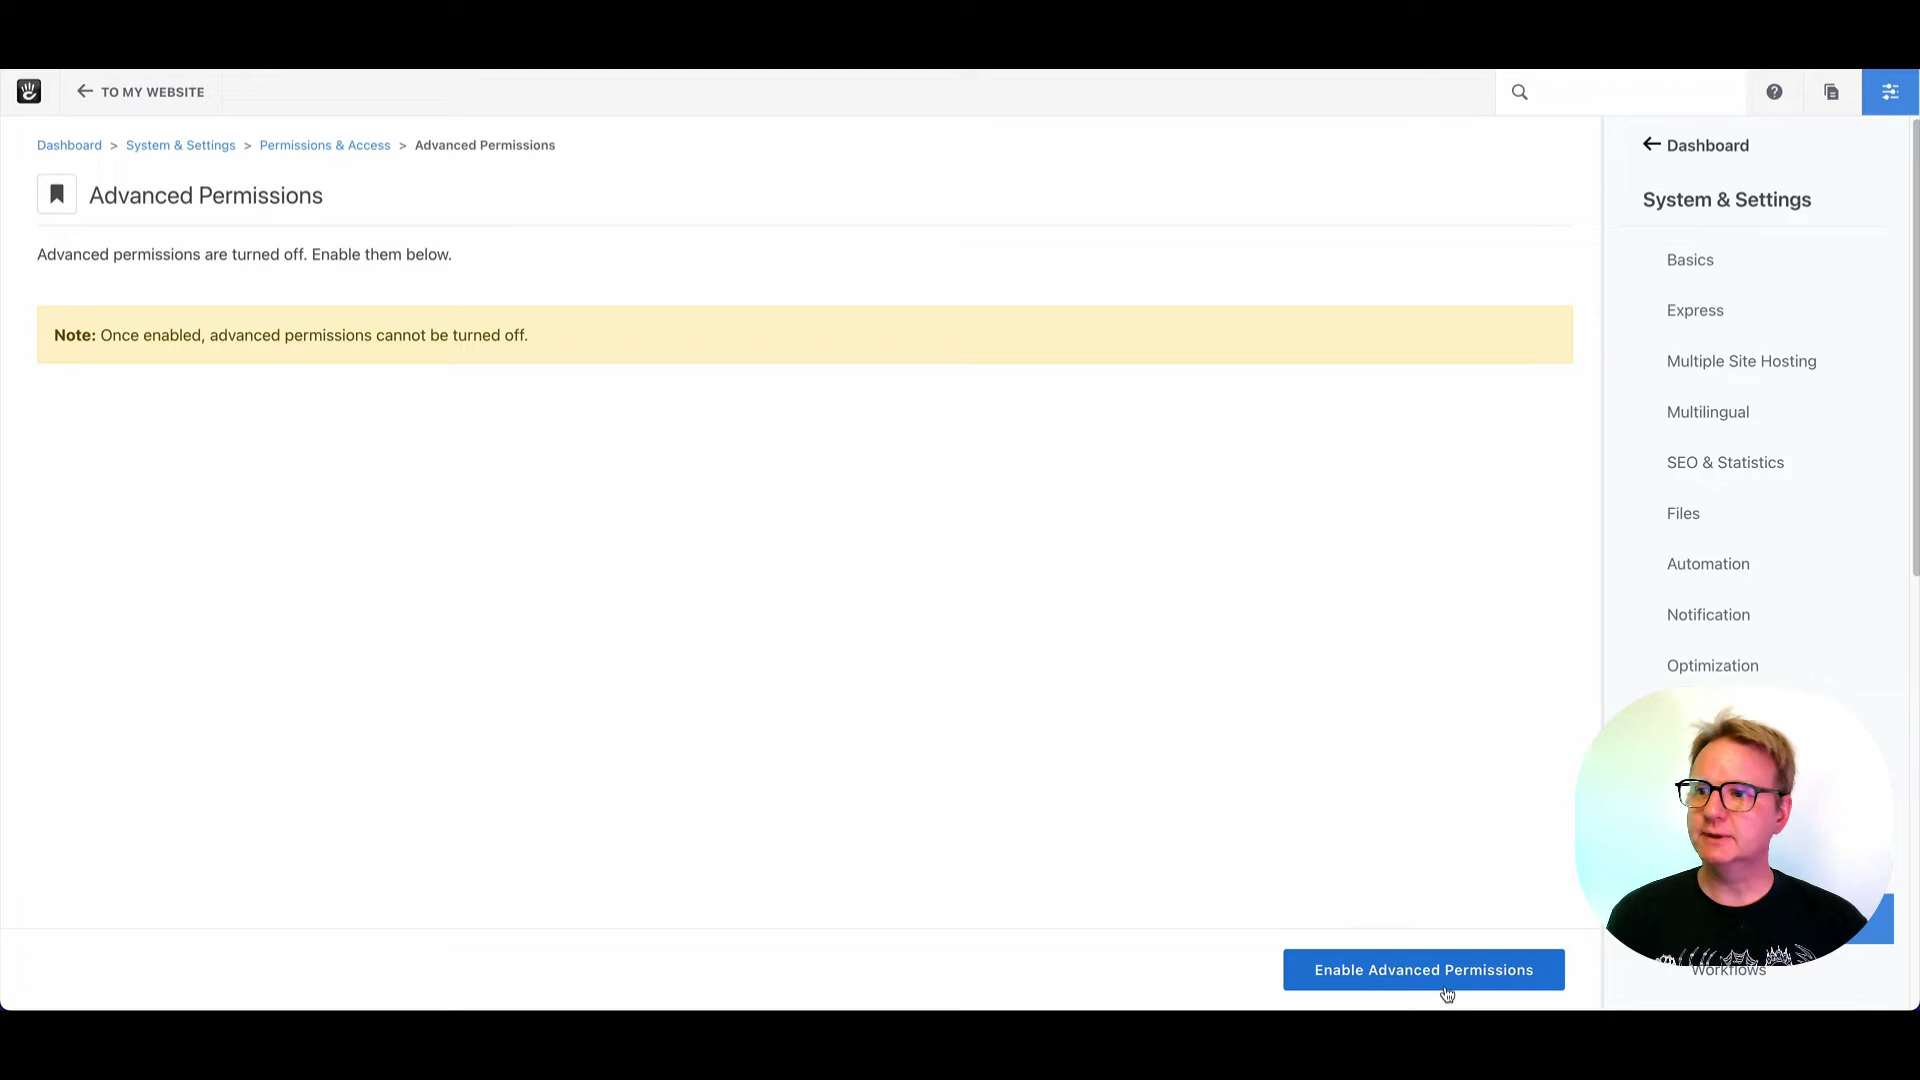 TO MY WEBSITE
Dashboard > System & Settings > Permissions & Access > Advanced Permissions
Advanced Permissions
Advanced permissions are turned off. Enable them below.
Note: Once enabled, advanced permissions cannot be turned off.
Enable Advanced Permissions
Dashboard
System & Settings
Basics
Express
Multiple Site Hosting
Multilingual
SEO & Statistics
Files
Automation
Notification
Optimization
Workflows